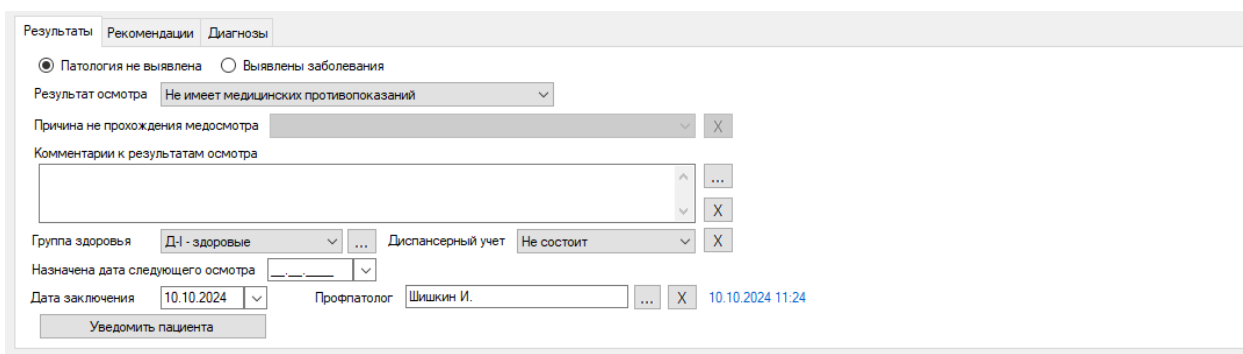 Результаты Рекомендации Диагнозы
Патология не выявлена Выявлены заболевания
Результат осмотра Не имеет медицинских противопоказаний
Причина не прохождения медосмотра X
Комментарии к результатам осмотра
...
X
Группа здоровья Д-I - здоровые ... Диспансерный учет Не состоит X
Назначена дата следующего осмотра __.__.____
Дата заключения 10.10.2024 Профпатолог Шишкин И. ... X 10.10.2024 11:24
Уведомить пациента